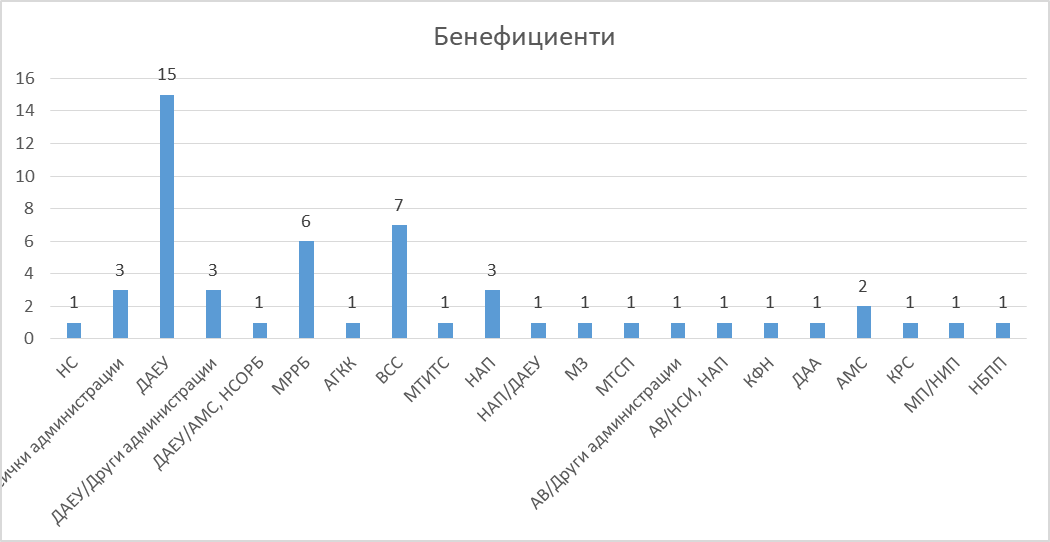 Бенефициенти
16
14
12
10
8
6
4
2
0
1
3
15
3
1
6
1
7
1
3
1
1
1
1
1
1
1
2
1
1
1
НС
администрации
ДАЕУ
ДАЕУ/Други администрации
ДАЕУ/АМС, НСОРБ
МРРБ
АГКК
ВСС
МТИТС
НАП
НАП/ДАЕУ
МЗ
МТСП
АВ/Други администрации
АВ/НСИ, НАП
КФН
ДАА
АМС
КРС
МП/НИП
НБПП